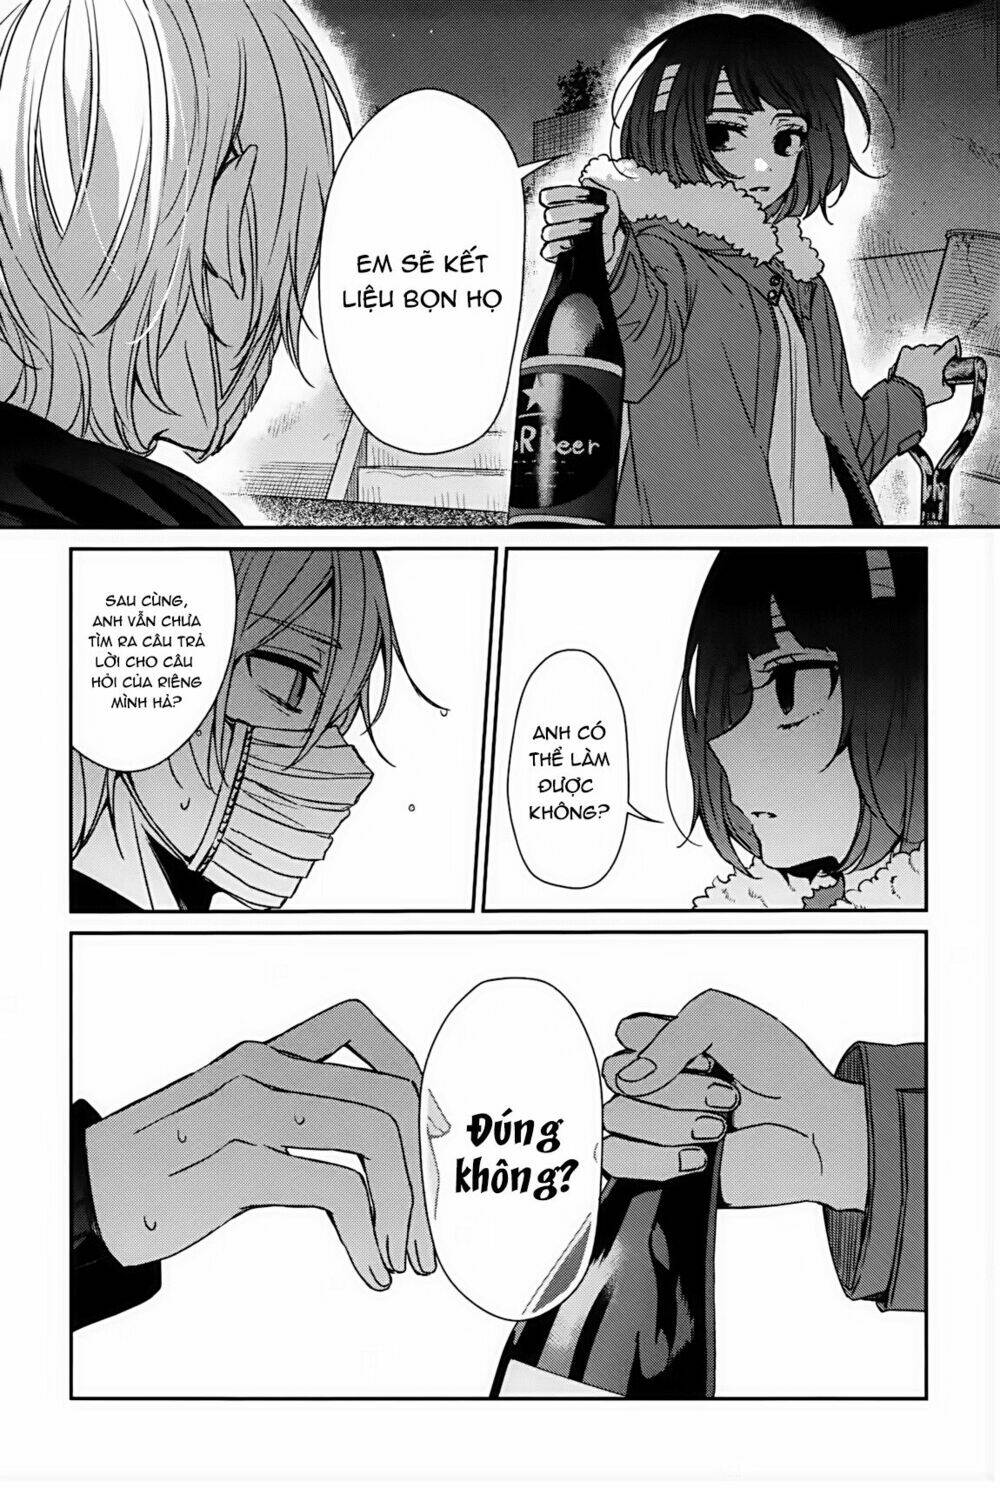 EM SẼ KẾT
LIỆU BỌN HỌ
Beer
ANH CÓ
THỂ LÀM
ĐƯỢC
KHÔNG?
SAU CÙNG,
ANH VẪN CHƯA
TÌM RA CÂU TRẢ
LỜI CHO CÂU
HỎI CỦA RIÊNG
MÌNH HẢ?
Đúng
không?